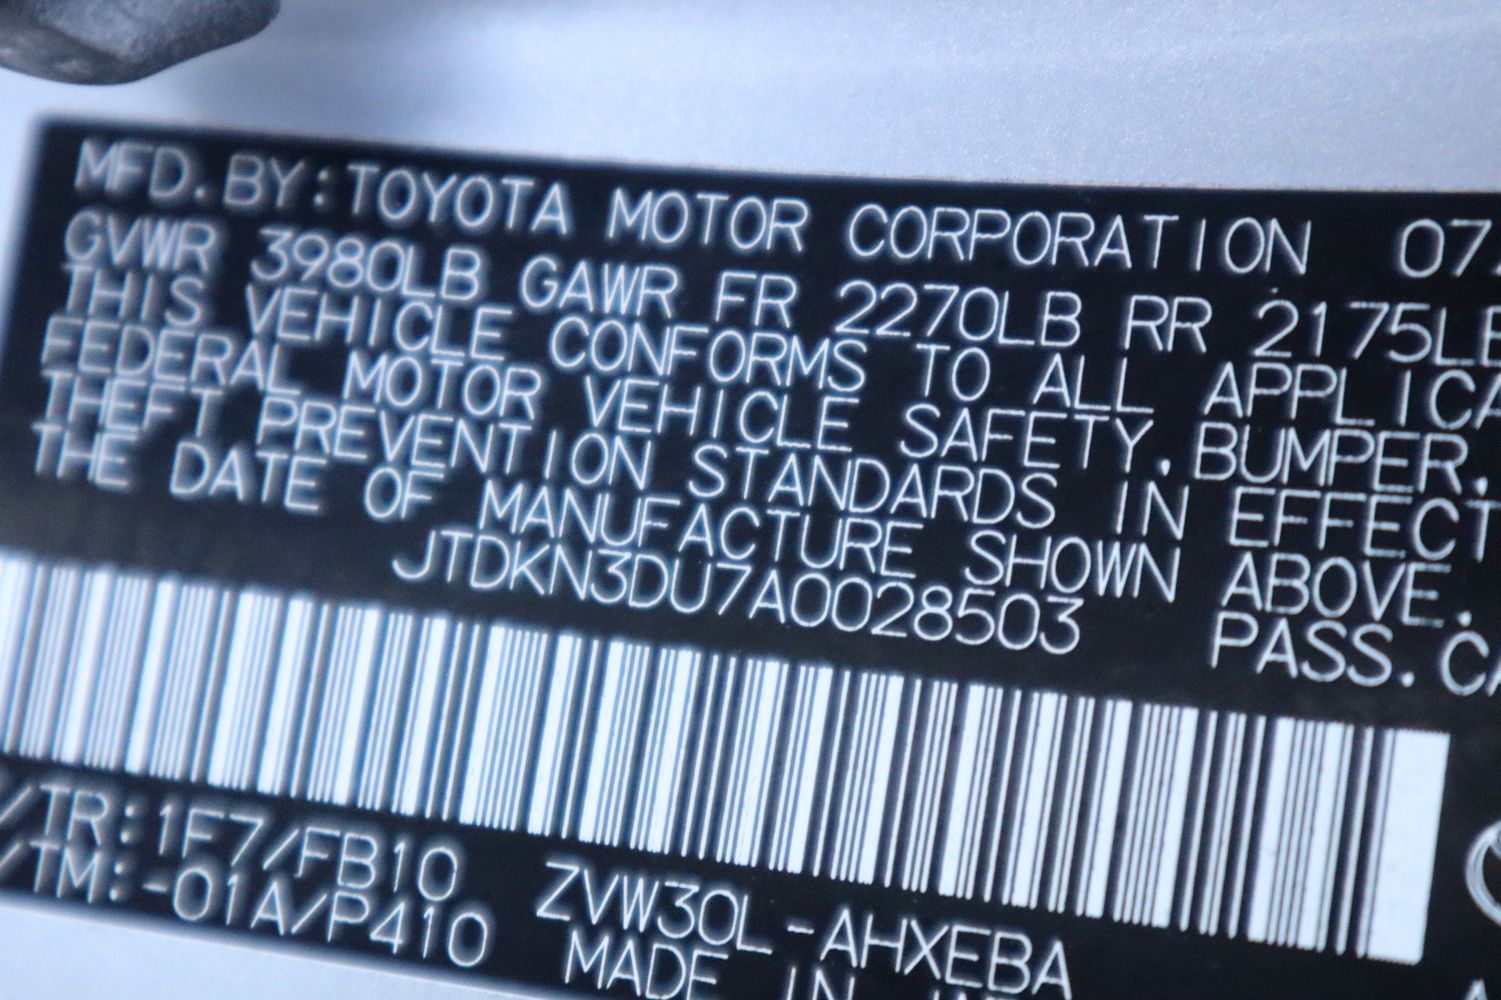 MFD. BY: TOYOTA MOTOR CORPORATION 07
GVWR 3980LB GAWR FR 2270LB RR 2175LB
THIS VEHICLE CONFORMS TO ALL APPLICA
FEDERAL MOTOR VEHICLE SAFETY, BUMPER,
THEFT PREVENTION STANDARDS IN EFFECT
THE DATE OF MANUFACTURE SHOWN ABOVE.
JTDKN3DU7A0028503 PASS. CA
/TR: 1F7/FB10
/TM: -01A/P410 ZVW30L-AHXEBA
MADE IN